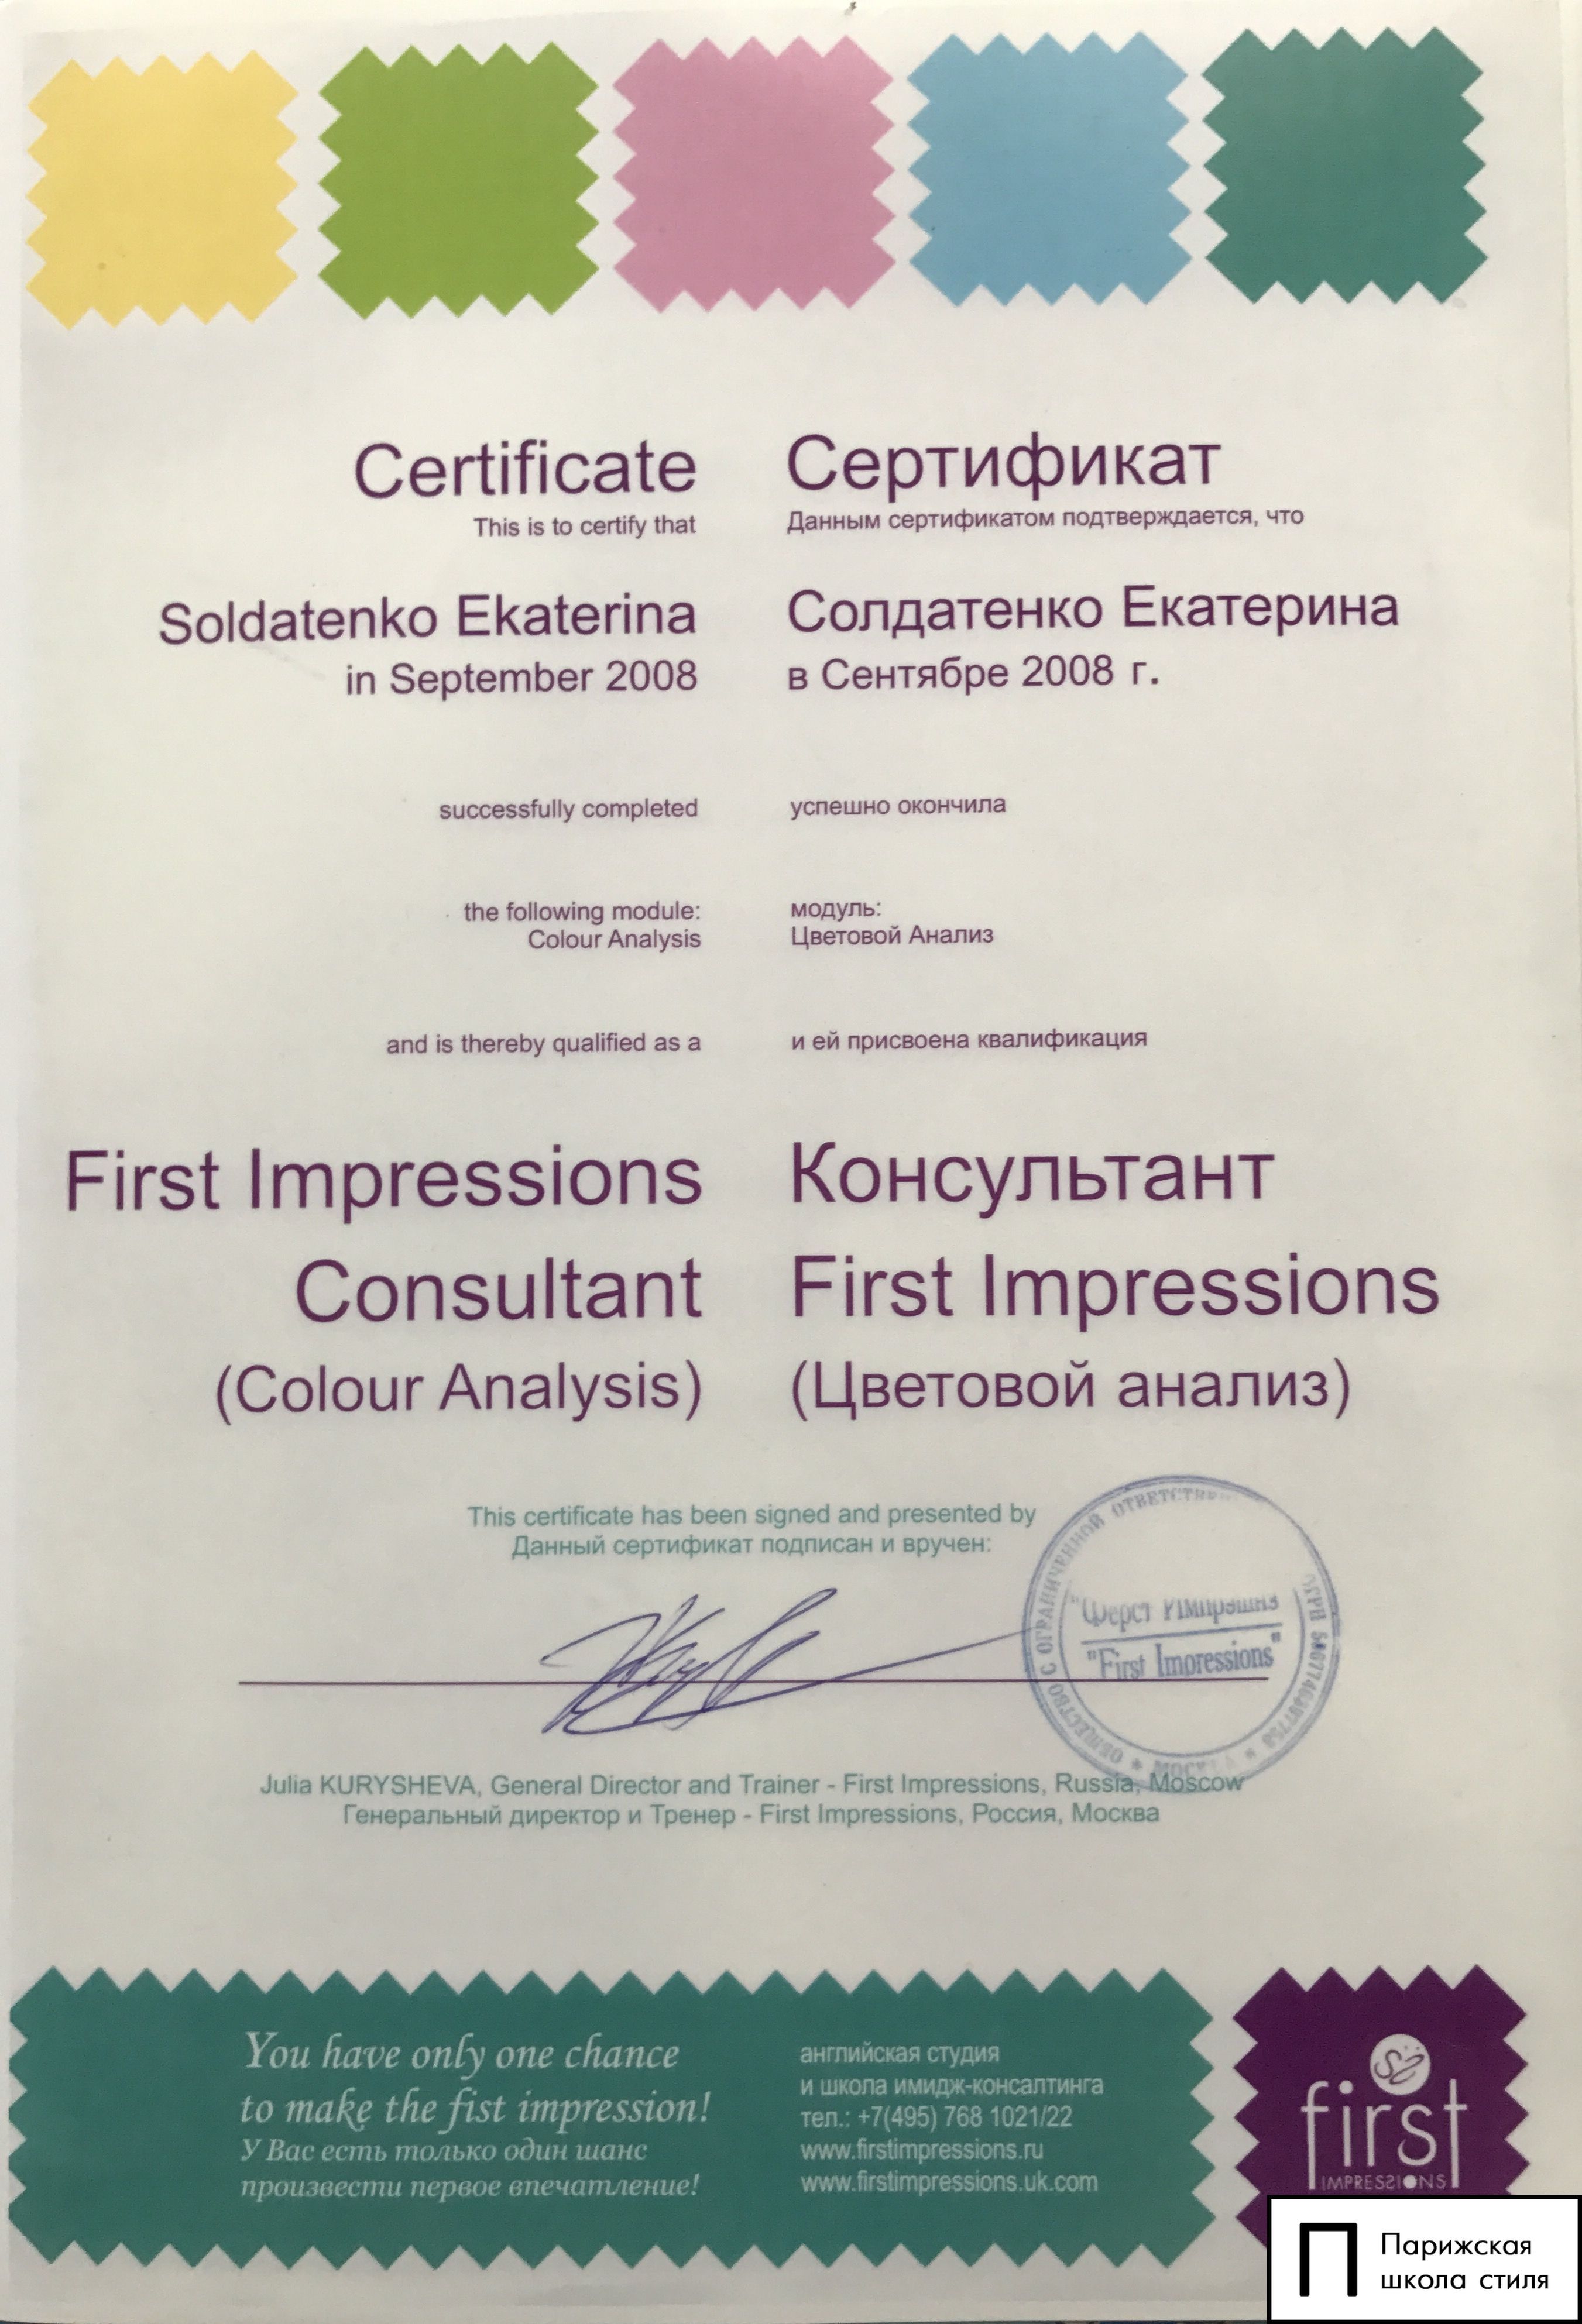 Certificate
This is to certify that
Soldatenko Ekaterina
in September 2008
successfully completed
the following module:
Colour Analysis
and is thereby qualified as a
First Impressions
Consultant
(Colour Analysis)
Сертификат
Данным сертификатом подтверждается, что
Солдатенко Екатерина
в Сентябре 2008 г.
успешно окончила
модуль:
Цветовой Анализ
и ей присвоена квалификация
Консультант
First Impressions
(Цветовой анализ)
This certificate has been signed and presented by
Данный сертификат подписан и вручен:
ОБЩЕСТВО С ОГРАНИЧЕННОЙ
МОСКВА
"Ферст Импрэшнз"
"First Impressions"
Julia KURYSHEVA, General Director and Trainer - First Impressions, Russia, Moscow
Генеральный директор и Тренер - First Impressions, Россия, Москва
You have only one chance
to make the fist impression!
У Вас есть только один шанс
произвести первое впечатление!
английская студия
и школа имидж-консалтинга
тел.: +7(495) 768 1021/22
www.firstimpressions.ru
www.firstimpressions.uk.com
first
IMPRESSIONS
Парижская
школа стиля